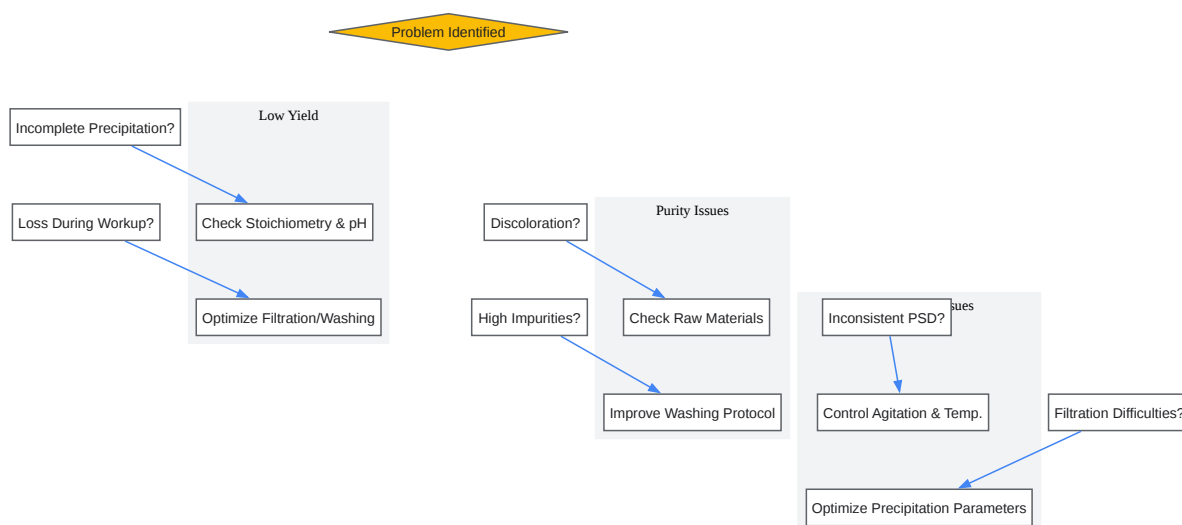 Problem Identified
Low Yield
Incomplete Precipitation?
Loss During Workup?
Check Stoichiometry & pH
Optimize Filtration/Washing
Purity Issues
Discoloration?
High Impurities?
Check Raw Materials
Improve Washing Protocol
Inconsistent PSD?
Control Agitation & Temp.
Filtration Difficulties?
Optimize Precipitation Parameters